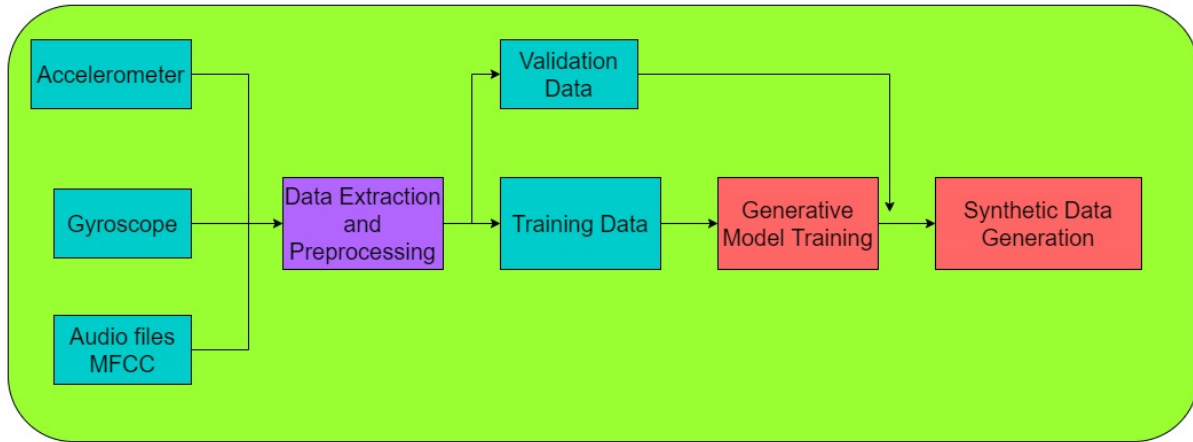 Accelerometer
Gyroscope
Audio files
MFCC
Data Extraction
and
Preprocessing
Validation
Data
Training Data
Generative
Model Training
Synthetic Data
Generation